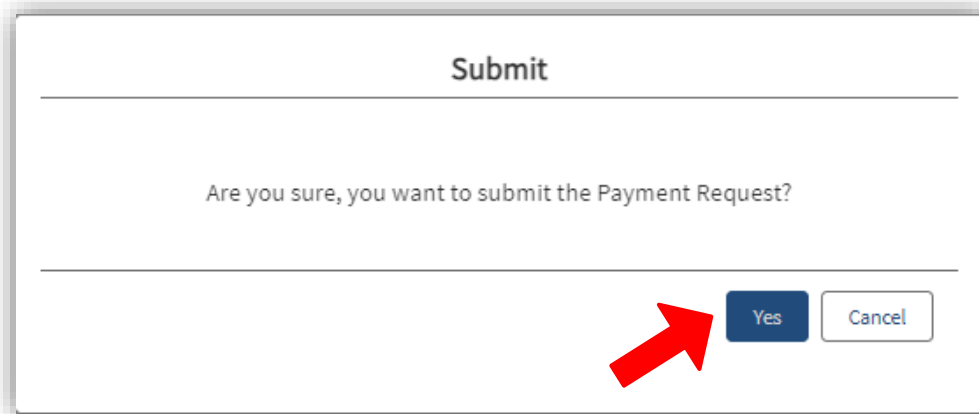 Submit
Are you sure, you want to submit the Payment Request?
Yes
Cancel